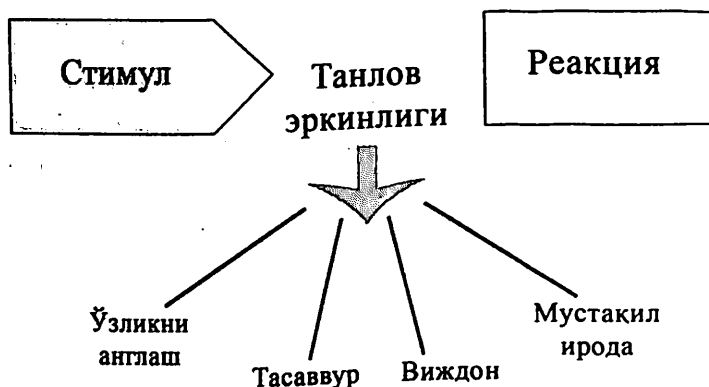 Стимул
Танлов
эркинлиги
Реакция
Ўзликни
англаш
Тасаввур
Виждон
Мустақил
ирода